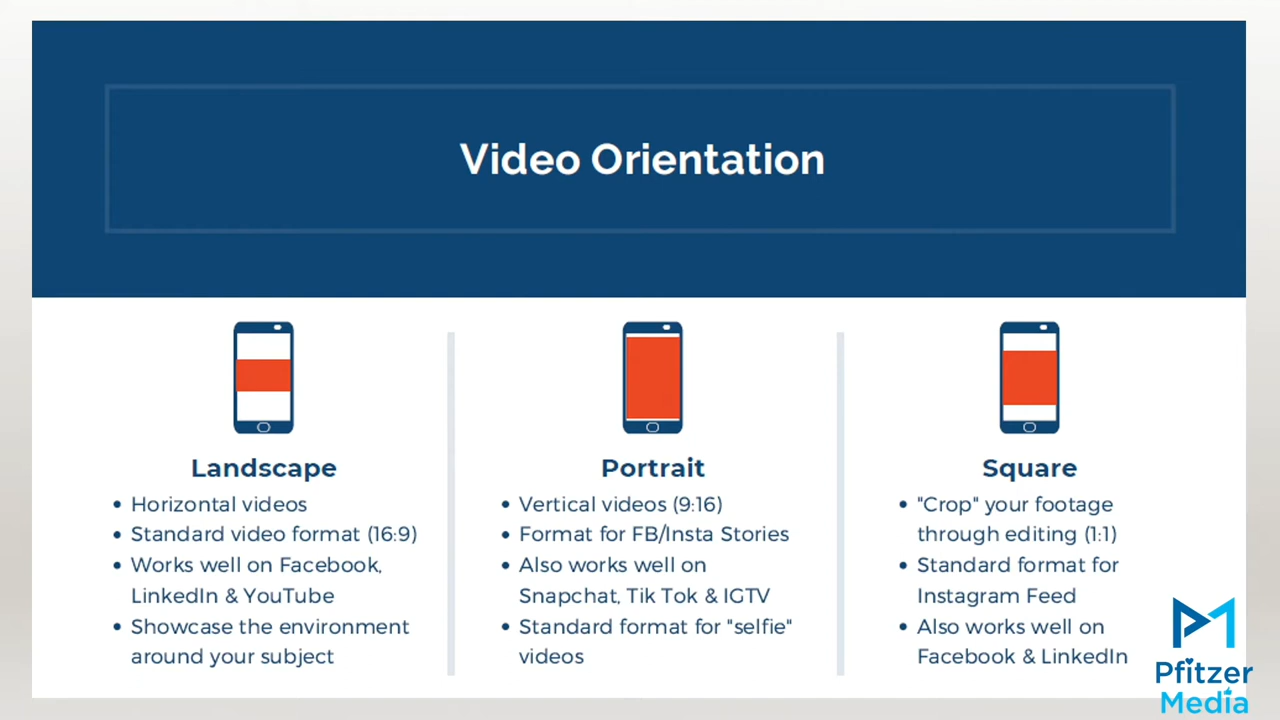 Video Orientation
Landscape
• Horizontal videos
• Standard video format (16:9)
• Works well on Facebook,
LinkedIn & YouTube
• Showcase the environment
around your subject
Portrait
• Vertical videos (9:16)
• Format for FB/Insta Stories
• Also works well on
Snapchat, Tik Tok & IGTV
• Standard format for "selfie"
videos
Square
• "Crop" your footage
through editing (1:1)
• Standard format for
Instagram Feed
• Also works well on
Facebook & LinkedIn
Pfitzer
Media